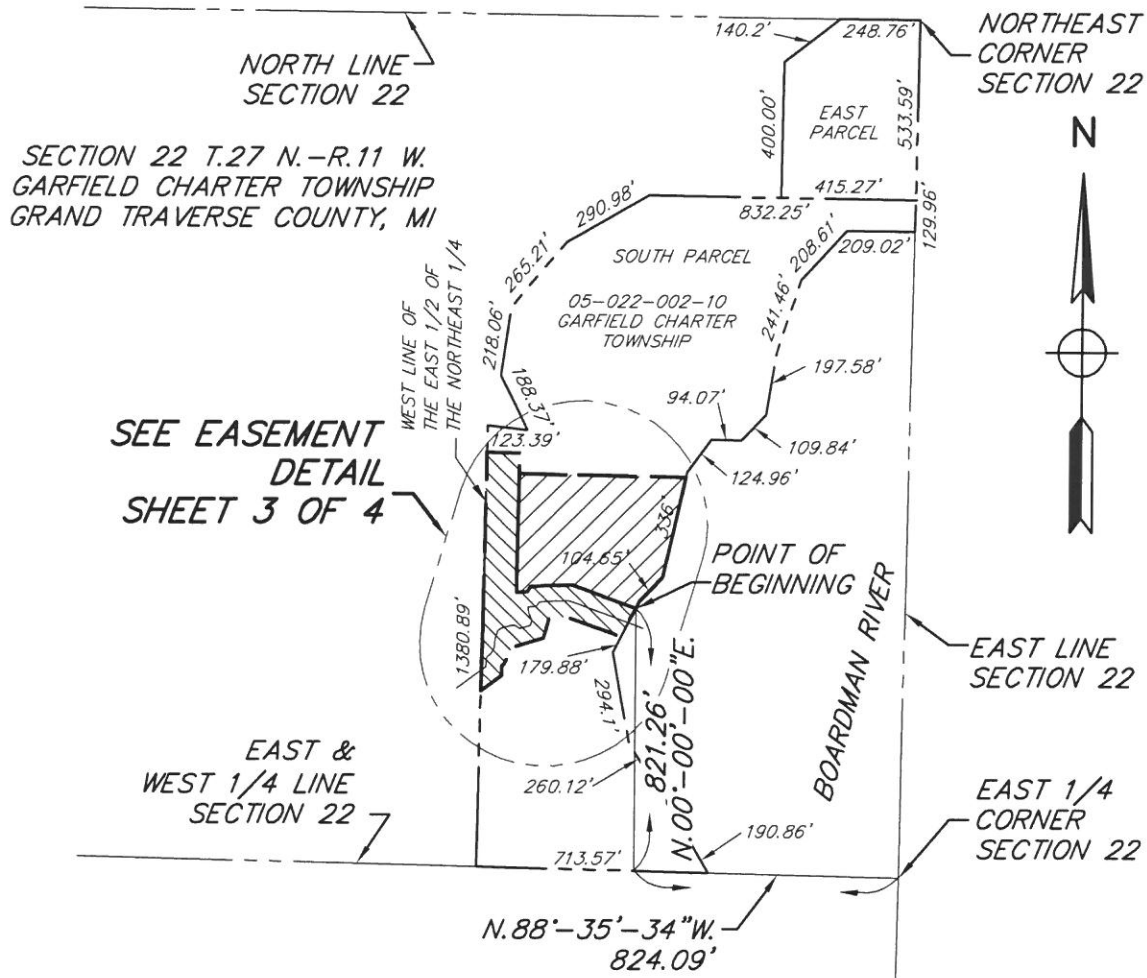 140.2'
248.76'
NORTHEAST
CORNER
SECTION 22
NORTH LINE
SECTION 22
EAST
PARCEL
400.00'
533.59'
N
SECTION 22 T.27 N.-R.11 W.
GARFIELD CHARTER TOWNSHIP
GRAND TRAVERSE COUNTY, MI
415.27'
832.25'
129.96'
290.98'
265.21'
208.61'
209.02'
SOUTH PARCEL
05-022-002-10
GARFIELD CHARTER
TOWNSHIP
241.46'
218.06'
WEST LINE OF
THE EAST 1/2 OF
THE NORTHEAST 1/4
188.37'
197.58'
94.07'
109.84'
124.96'
123.39'
SEE EASEMENT
DETAIL
SHEET 3 OF 4
336'
104.65'
POINT OF
BEGINNING
1380.89'
179.88'
294.1'
821.26'
N.00°-00'-00"E.
BOARDMAN RIVER
EAST LINE
SECTION 22
260.12'
EAST &
WEST 1/4 LINE
SECTION 22
190.86'
EAST 1/4
CORNER
SECTION 22
713.57'
N.88°-35'-34"W.
824.09'